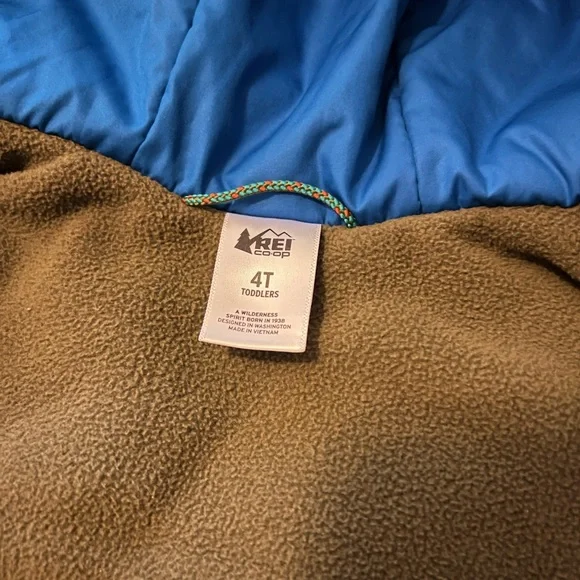 REI
CO·OP
4T
TODDLERS
A WILDERNESS
SPIRIT BORN IN 1938
DESIGNED IN WASHINGTON
MADE IN VIETNAM